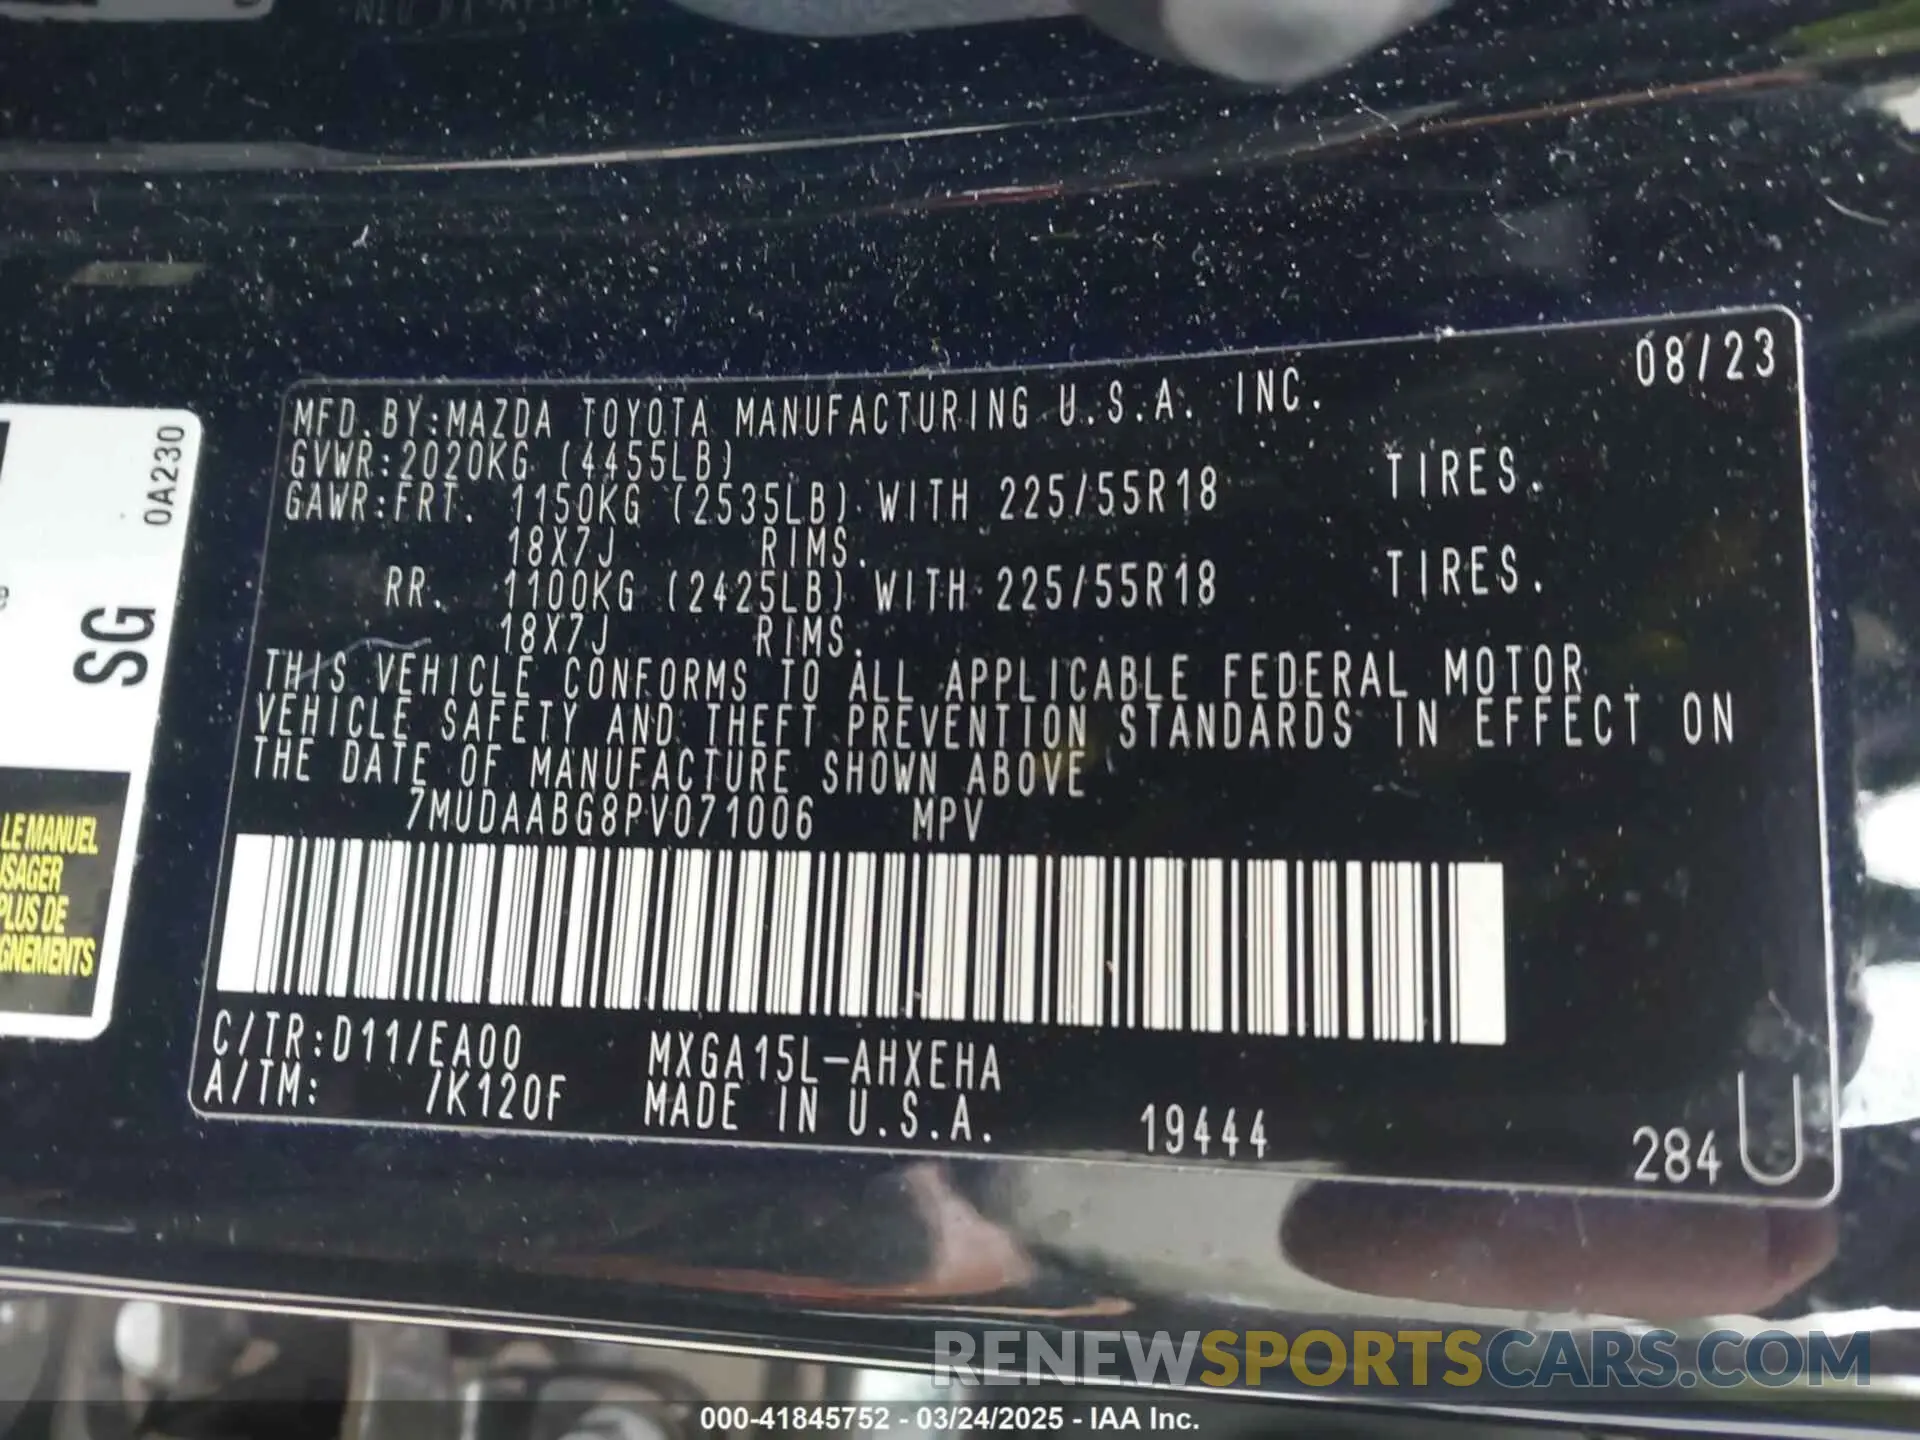 08/23
MFD.BY:MAZDA TOYOTA MANUFACTURING U.S.A. INC.
GVWR:2020KG (4455LB)
GAWR:FRT. 1150KG (2535LB) WITH 225/55R18 TIRES.
18X7J RIMS.
RR. 1100KG (2425LB) WITH 225/55R18 TIRES.
18X7J RIMS.
THIS VEHICLE CONFORMS TO ALL APPLICABLE FEDERAL MOTOR
VEHICLE SAFETY AND THEFT PREVENTION STANDARDS IN EFFECT ON
THE DATE OF MANUFACTURE SHOWN ABOVE
7MUDAABG8PV071006 MPV
C/TR:D11/EA00 MXGA15L-AHXEHA
A/TM: /K120F MADE IN U.S.A. 19444
284 U
0A230
SG
LE MANUEL
PLUS DE
RENEWSPORTSCARS.COM
000-41845752 - 03/24/2025 - IAA Inc.